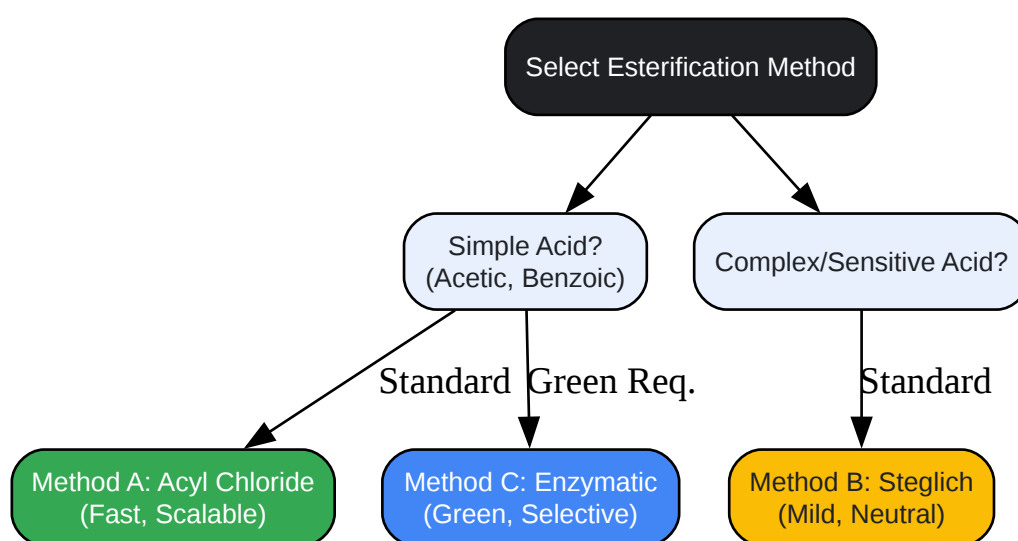 Select Esterification Method
Simple Acid?
(Acetic, Benzoic)
Complex/Sensitive Acid?
Standard
Green Req.
Standard
Method A: Acyl Chloride
(Fast, Scalable)
Method C: Enzymatic
(Green, Selective)
Method B: Steglich
(Mild, Neutral)